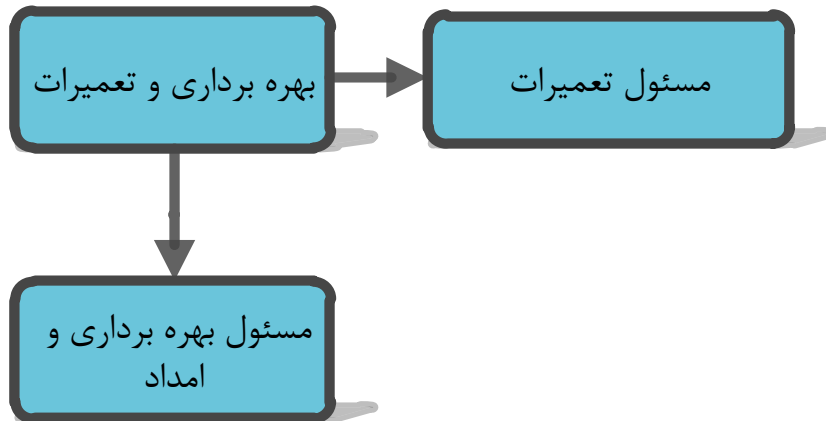 بهره برداری و تعمیرات
مسئول تعمیرات
مسئول بهره برداری و
امداد